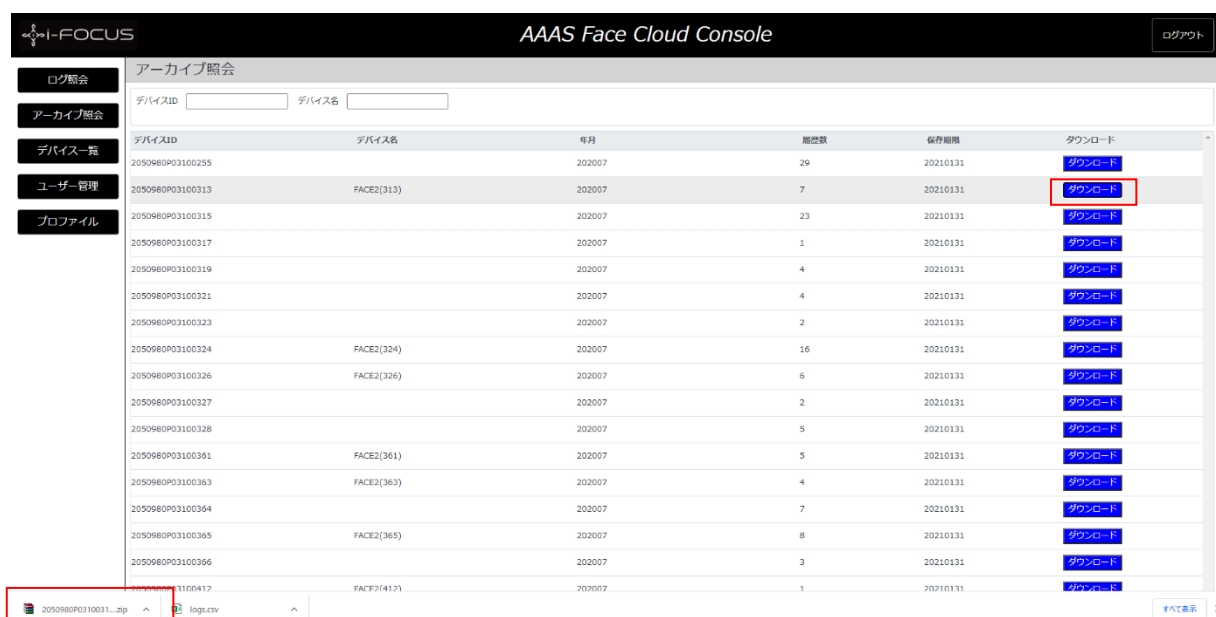 i-FOCUS AAAS Face Cloud Console ログアウト
ログ照会
アーカイブ照会
デバイス一覧
ユーザー管理
プロファイル
アーカイブ照会
デバイスID デバイス名
デバイスID デバイス名 年月 履歴数 保存期限 ダウンロード
2050980P03100255 202007 29 20210131 ダウンロード
2050980P03100313 FACE2(313) 202007 7 20210131 ダウンロード
2050980P03100315 202007 23 20210131 ダウンロード
2050980P03100317 202007 1 20210131 ダウンロード
2050980P03100319 202007 4 20210131 ダウンロード
2050980P03100321 202007 4 20210131 ダウンロード
2050980P03100323 202007 2 20210131 ダウンロード
2050980P03100324 FACE2(324) 202007 16 20210131 ダウンロード
2050980P03100326 FACE2(326) 202007 6 20210131 ダウンロード
2050980P03100327 202007 2 20210131 ダウンロード
2050980P03100328 202007 5 20210131 ダウンロード
2050980P03100361 FACE2(361) 202007 5 20210131 ダウンロード
2050980P03100363 FACE2(363) 202007 4 20210131 ダウンロード
2050980P03100364 202007 7 20210131 ダウンロード
2050980P03100365 FACE2(365) 202007 8 20210131 ダウンロード
2050980P03100366 202007 3 20210131 ダウンロード
2050980P03100412 FACE2(412) 202007 1 20210131 ダウンロード
2050980P0310031....zip logs.csv すべて表示